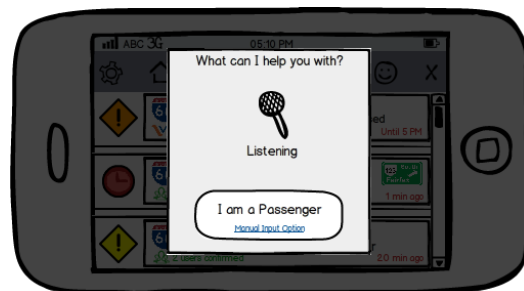 ABC 3G
05:10 PM
What can I help you with?
X
Listening
ed
Until 5 PM
1 min ago
I am a Passenger
Manual Input Option
2 users confirmed
r
20 min ago